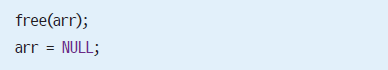 free(arr);
arr = NULL;